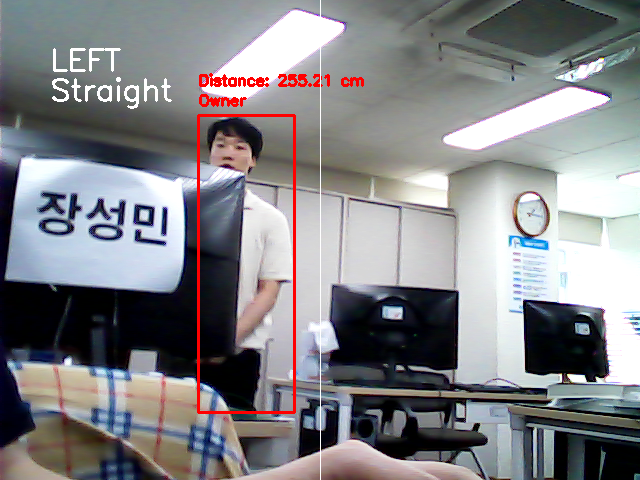 LEFT
Straight
Distance: 255.21 cm
Owner
장성민